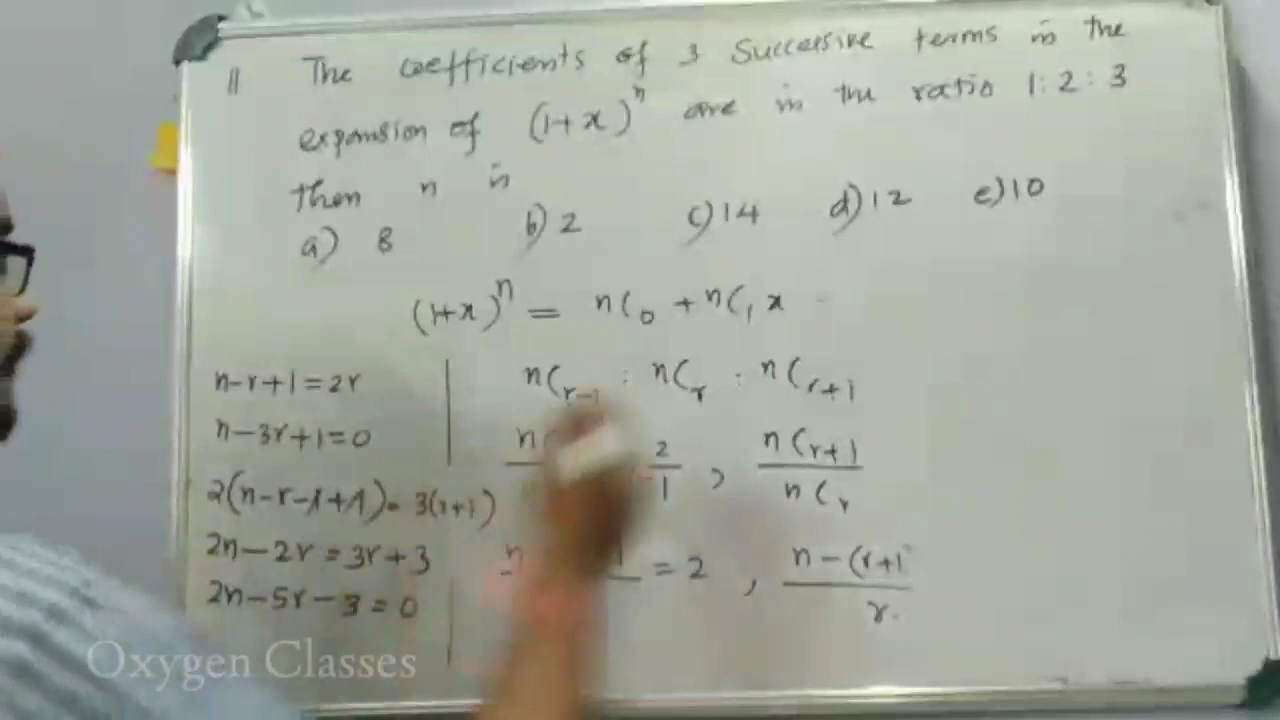 11 The coefficients of 3 Successive terms in the
expansion of (1+x)^n are in the ratio 1:2:3
then n is
a) 8 b) 2 c) 14 d) 12 e) 10
(1+x)^n = nC0 + nC1 x
n-r+1=2r
nCr-1 : nCr : nCr+1
n-3r+1=0
2/1 , nCr+1/nCr
2(n-r-1+1)= 3(r+1)
2n-2r=3r+3
= 2 , n-(r+1)/r
2n-5r-3=0
Oxygen Classes